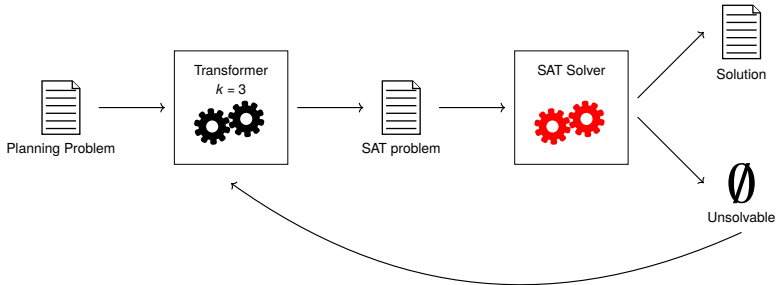 Planning Problem
Transformer
k = 3
SAT problem
SAT Solver
Solution
∅
Unsolvable